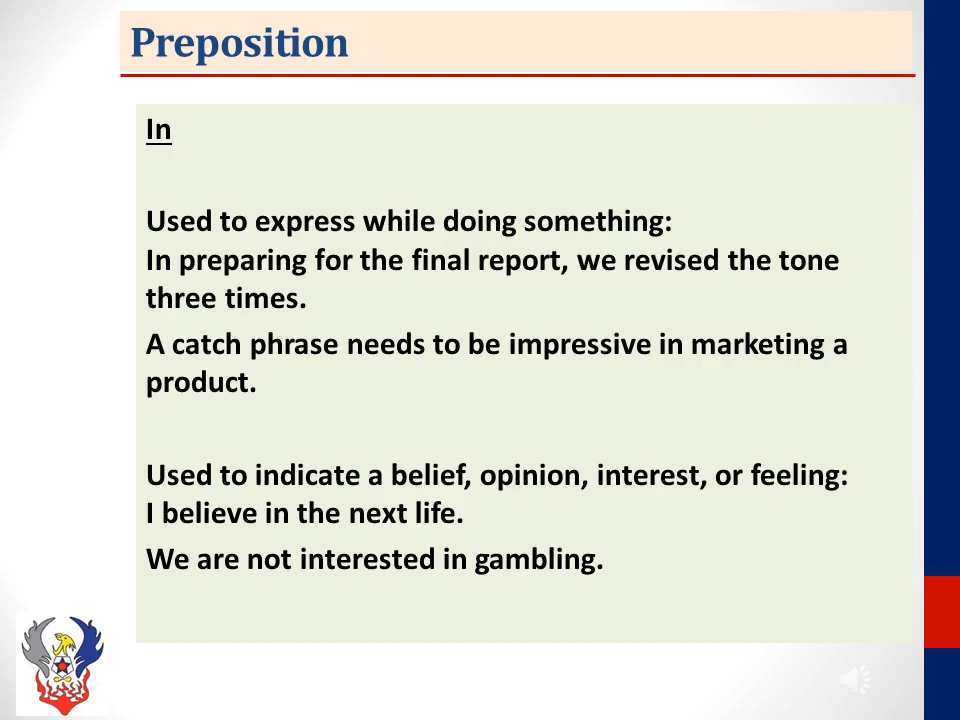 Preposition
In
Used to express while doing something:
In preparing for the final report, we revised the tone
three times.
A catch phrase needs to be impressive in marketing a
product.
Used to indicate a belief, opinion, interest, or feeling:
I believe in the next life.
We are not interested in gambling.